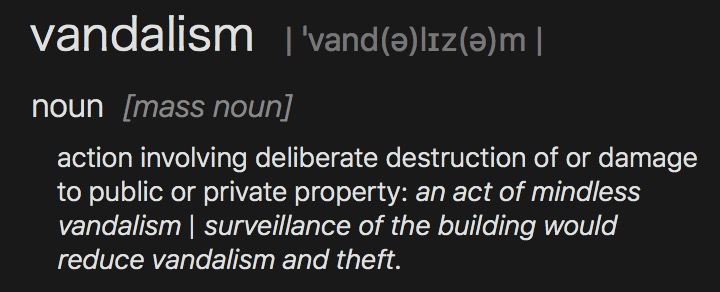 vandalism | ˈvand(ə)lɪz(ə)m |
noun [mass noun]
action involving deliberate destruction of or damage
to public or private property: an act of mindless
vandalism | surveillance of the building would
reduce vandalism and theft.